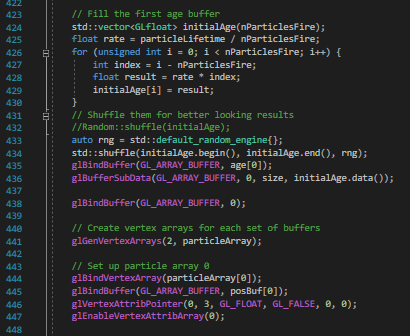 422
423 // Fill the first age buffer
424 std::vector<GLfloat> initialAge(nParticlesFire);
425 float rate = particleLifetime / nParticlesFire;
426 for (unsigned int i = 0; i < nParticlesFire; i++) {
427 int index = i - nParticlesFire;
428 float result = rate * index;
429 initialAge[i] = result;
430 }
431 // Shuffle them for better looking results
432 //Random::shuffle(initialAge);
433 auto rng = std::default_random_engine{};
434 std::shuffle(initialAge.begin(), initialAge.end(), rng);
435 glBindBuffer(GL_ARRAY_BUFFER, age[0]);
436 glBufferSubData(GL_ARRAY_BUFFER, 0, size, initialAge.data());
437
438 glBindBuffer(GL_ARRAY_BUFFER, 0);
439
440 // Create vertex arrays for each set of buffers
441 glGenVertexArrays(2, particleArray);
442
443 // Set up particle array 0
444 glBindVertexArray(particleArray[0]);
445 glBindBuffer(GL_ARRAY_BUFFER, posBuf[0]);
446 glVertexAttribPointer(0, 3, GL_FLOAT, GL_FALSE, 0, 0);
447 glEnableVertexAttribArray(0);
448